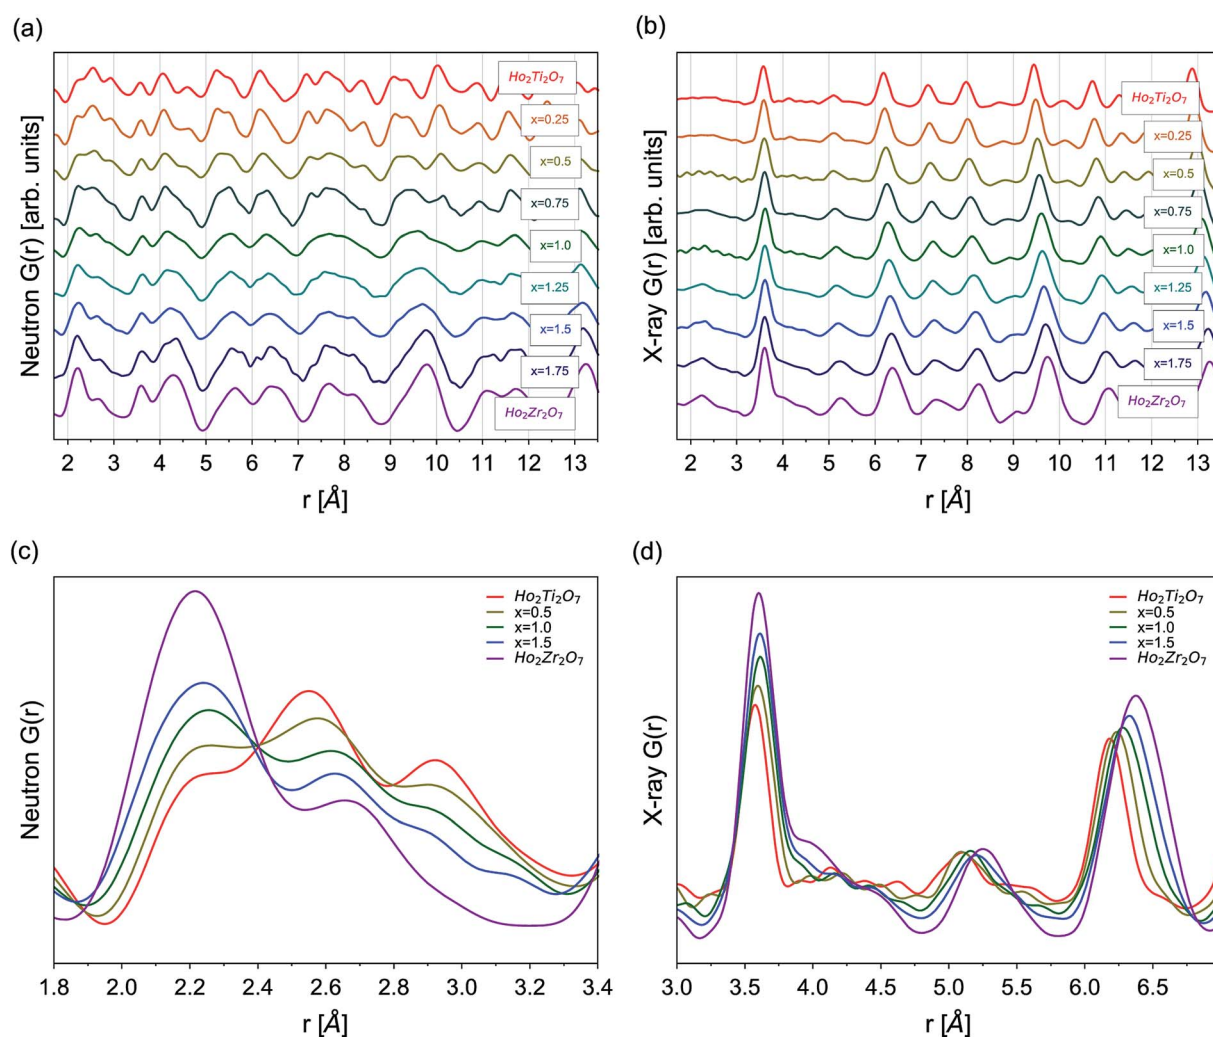 (a)
Neutron G(r) [arb. units]
Ho₂Ti₂O₇
x=0.25
x=0.5
x=0.75
x=1.0
x=1.25
x=1.5
x=1.75
Ho₂Zr₂O₇
2 3 4 5 6 7 8 9 10 11 12 13
r [Å]
(b)
X-ray G(r) [arb. units]
Ho₂Ti₂O₇
x=0.25
x=0.5
x=0.75
x=1.0
x=1.25
x=1.5
x=1.75
Ho₂Zr₂O₇
2 3 4 5 6 7 8 9 10 11 12 13
r [Å]
(c)
Neutron G(r)
Ho₂Ti₂O₇
x=0.5
x=1.0
x=1.5
Ho₂Zr₂O₇
1.8 2.0 2.2 2.4 2.6 2.8 3.0 3.2 3.4
r [Å]
(d)
X-ray G(r)
Ho₂Ti₂O₇
x=0.5
x=1.0
x=1.5
Ho₂Zr₂O₇
3.0 3.5 4.0 4.5 5.0 5.5 6.0 6.5
r [Å]